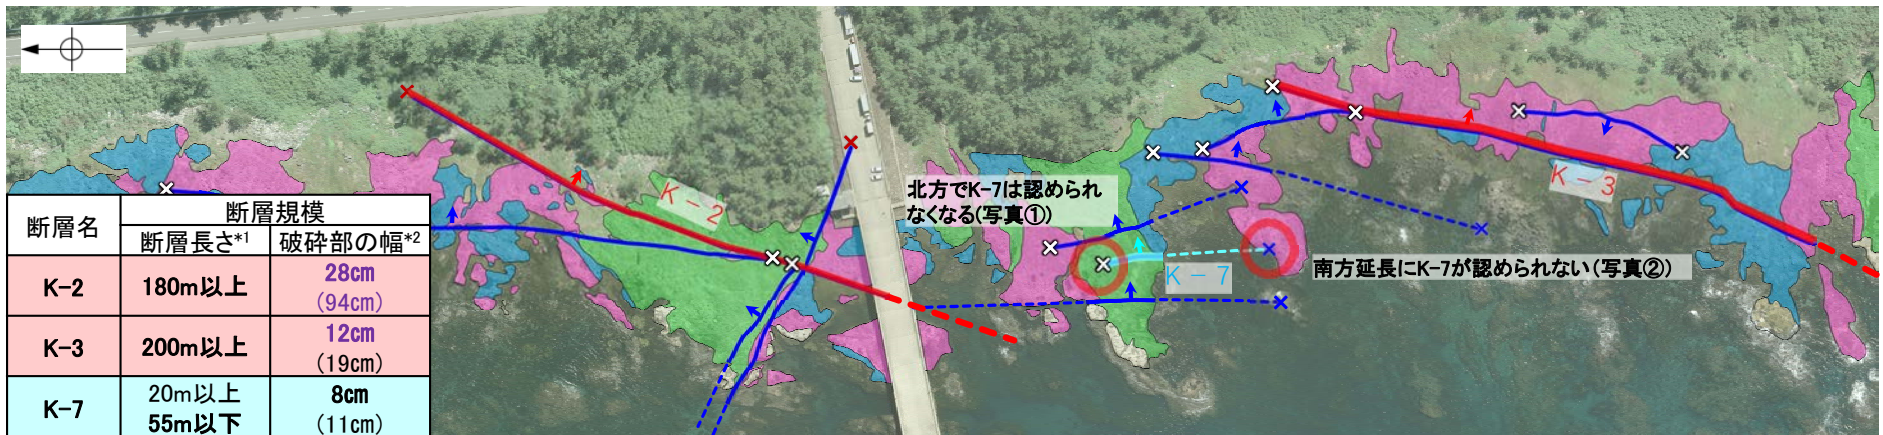 K－2
北方でK-7は認められ
なくなる(写真①)
K－7
南方延長にK-7が認められない(写真②)
K－3
断層名 断層規模
断層長さ*1 破砕部の幅*2
K-2 180m以上 28cm
(94cm)
K-3 200m以上 12cm
(19cm)
K-7 20m以上 8cm
55m以下 (11cm)